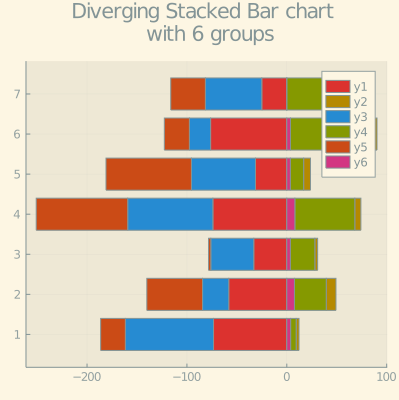 Diverging Stacked Bar chart
with 6 groups
7
6
5
4
3
2
1
y1
y2
y3
y4
y5
y6
−200 −100 0 100